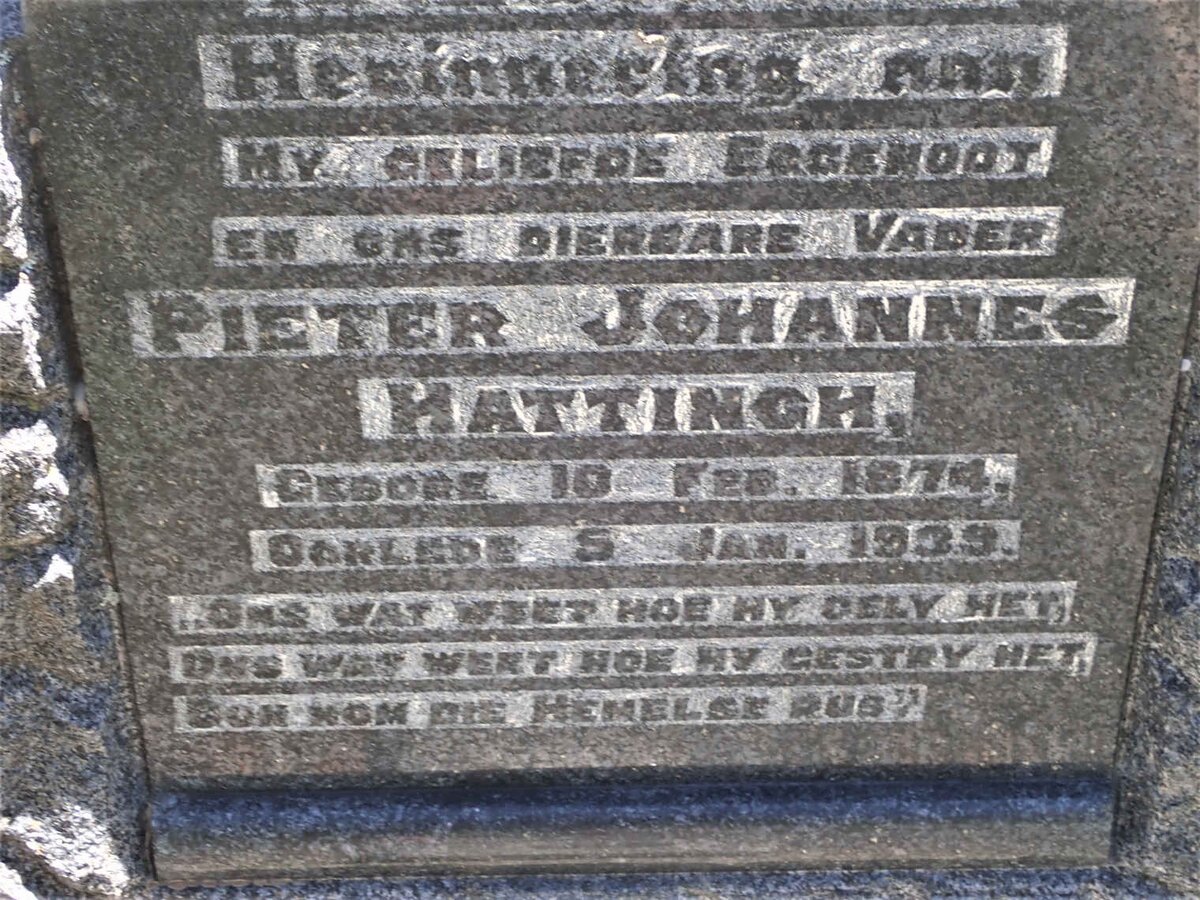 Herinnering aan
My geliefde Eggenoot
en ons dierbare Vader
Pieter Johannes
Hattingh,
Gebore 19 Feb. 1874,
Oorlede 5 Jan. 1939.
„Ons wat weet hoe hy gely het,
Ons wat weet hoe hy gestry het,
Gun hom die Hemelse rus”.